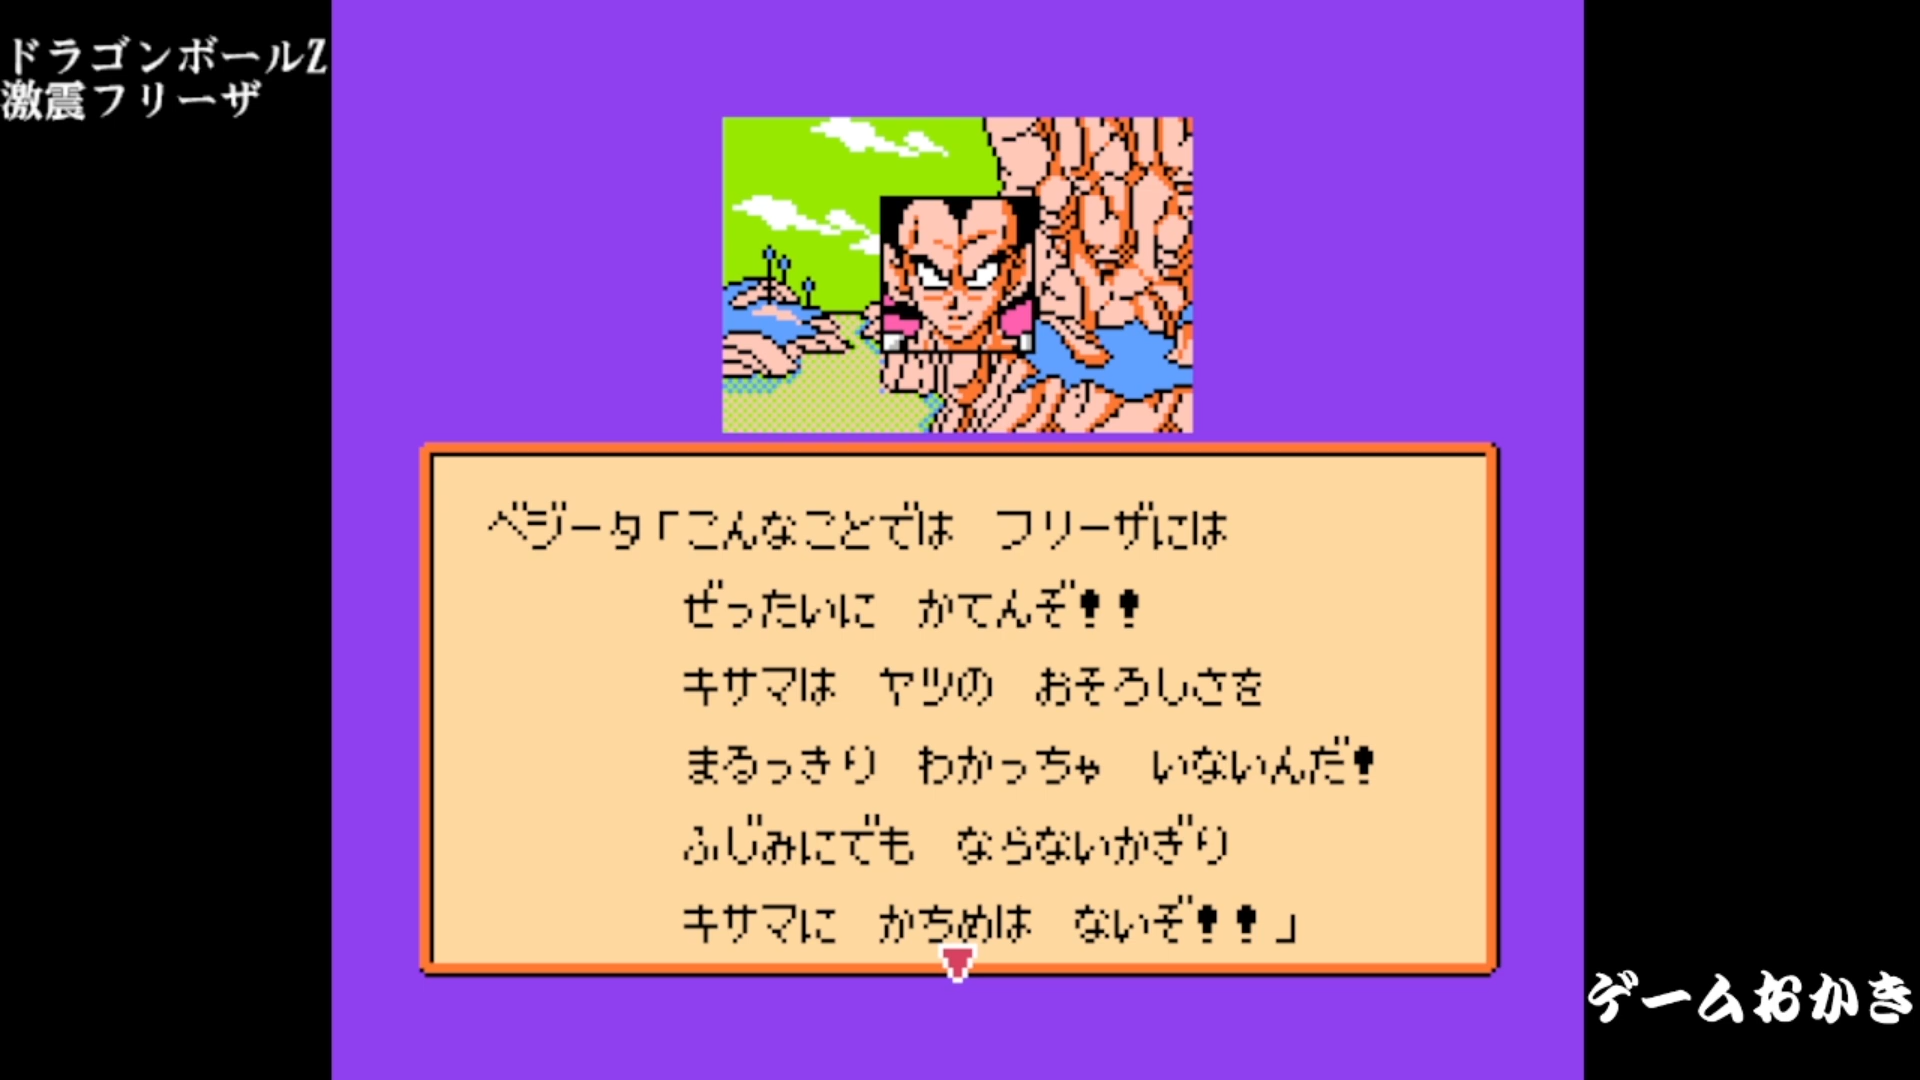 ドラゴンボールZ
激震フリーザ
ベジータ「こんなことでは フリーザには
ぜったいに かてんぞ!!
キサマは ヤツの おそろしさを
まるっきり わかっちゃ いないんだ!
ふじみにでも ならないかぎり
キサマに かちめは ないぞ!!」
ゲームおかき